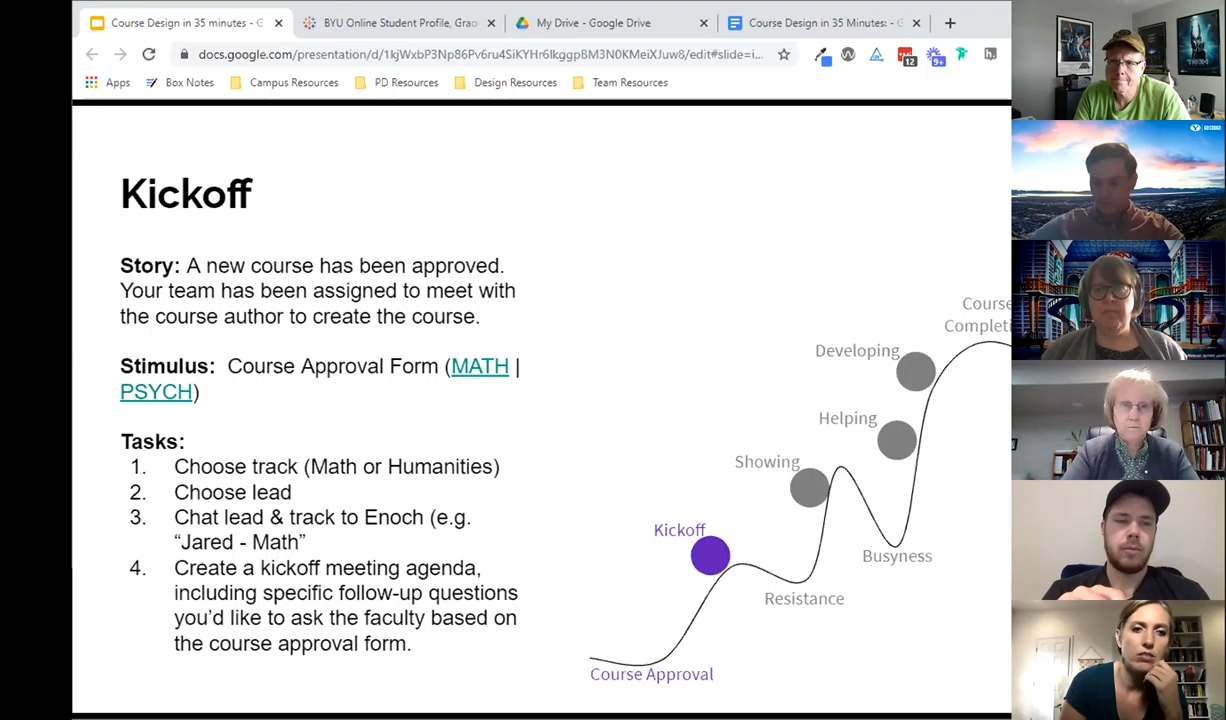 Course Design in 35 minutes - G
BYU Online Student Profile, Grac
My Drive - Google Drive
Course Design in 35 Minutes: - G
docs.google.com/presentation/d/1kjWxbP3Np86Pv6ru4SiKYHr6lkggpBM3N0KMeiXJuw8/edit#slide=i...
12
9+
Apps
Box Notes
Campus Resources
PD Resources
Design Resources
Team Resources
Kickoff
Story: A new course has been approved.
Your team has been assigned to meet with
the course author to create the course.
Stimulus: Course Approval Form (MATH |
PSYCH)
Tasks:
1. Choose track (Math or Humanities)
2. Choose lead
3. Chat lead & track to Enoch (e.g.
“Jared - Math”
4. Create a kickoff meeting agenda,
including specific follow-up questions
you’d like to ask the faculty based on
the course approval form.
Course
Completi
Developing
Helping
Showing
Kickoff
Busyness
Resistance
Course Approval
TRON
GO COUGS